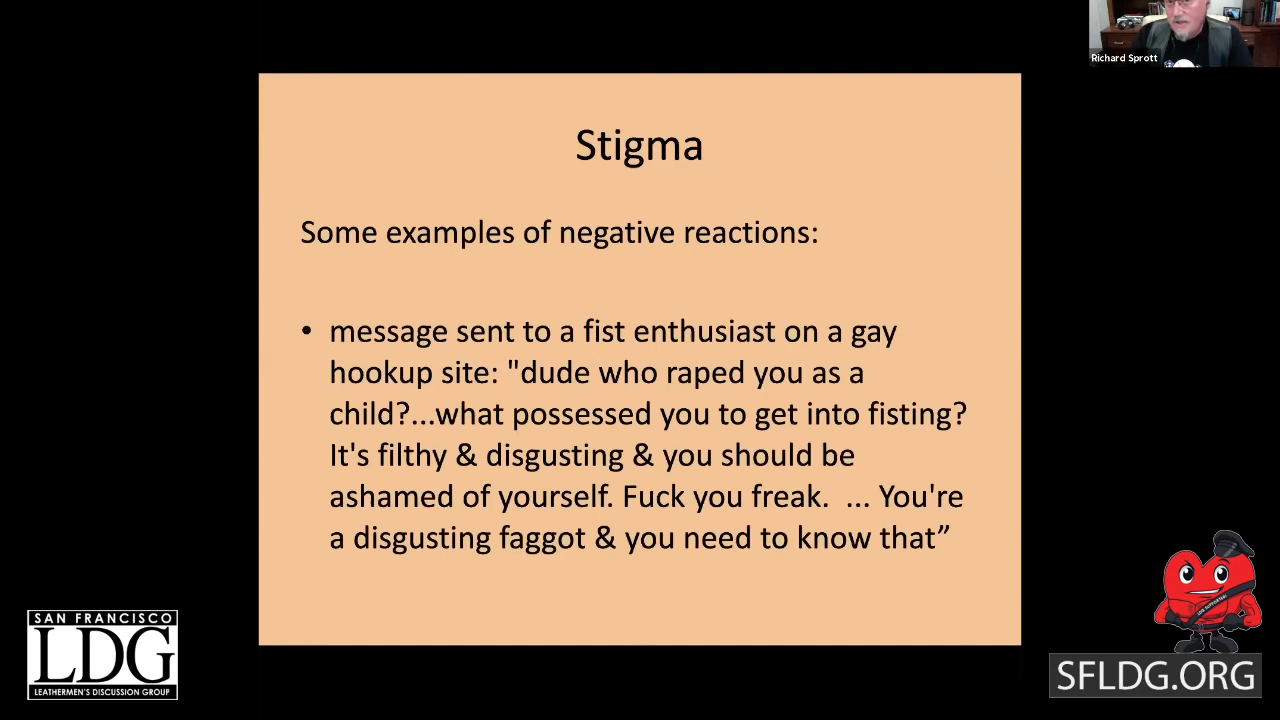 Richard Sprott
Stigma
Some examples of negative reactions:
• message sent to a fist enthusiast on a gay
hookup site: "dude who raped you as a
child?...what possessed you to get into fisting?
It's filthy & disgusting & you should be
ashamed of yourself. Fuck you freak.  ... You're
a disgusting faggot & you need to know that”
SAN FRANCISCO
LDG
LEATHERMEN'S DISCUSSION GROUP
LDG SUPPORTER!
SFLDG.ORG